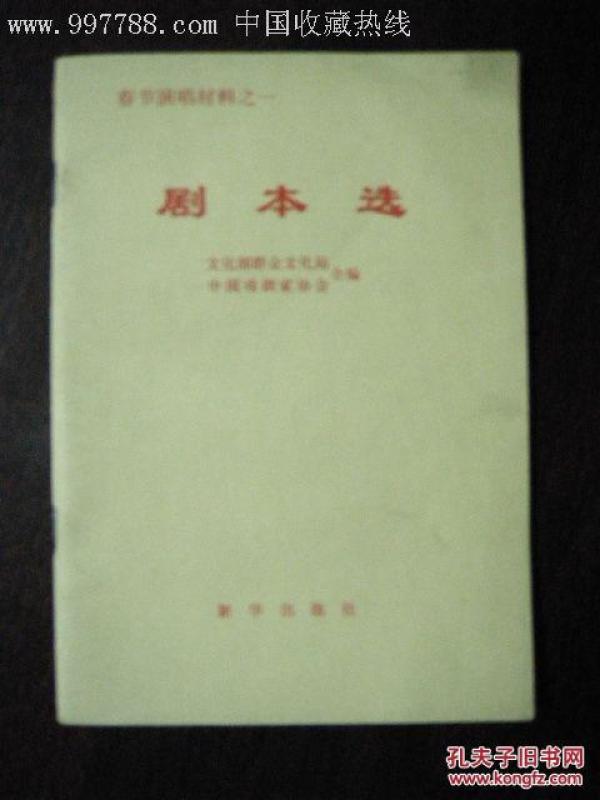 www.997788.com 中国收藏热线
春节演唱材料之一
剧本选
文化部群众文化局
中国戏剧家协会 合编
新华出版社
孔夫子旧书网
www.kongfz.com